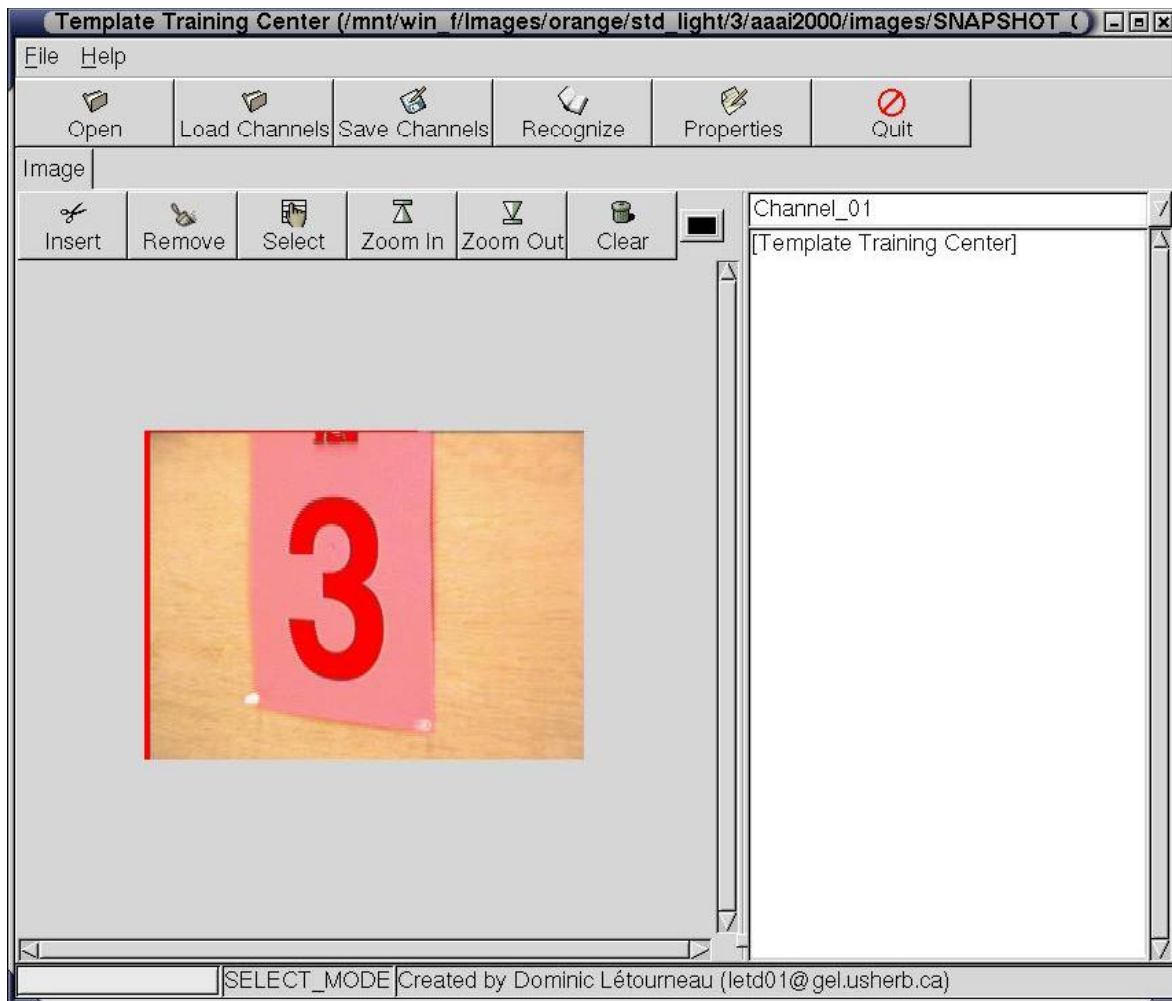 Template Training Center (/mnt/win_f/Images/orange/std_light/3/aaai2000/images/SNAPSHOT_
File Help
Open Load Channels Save Channels Recognize Properties Quit
Image
Insert Remove Select Zoom In Zoom Out Clear
Channel_01
[Template Training Center]
3
SELECT_MODE Created by Dominic Létourneau (letd01@gel.usherb.ca)